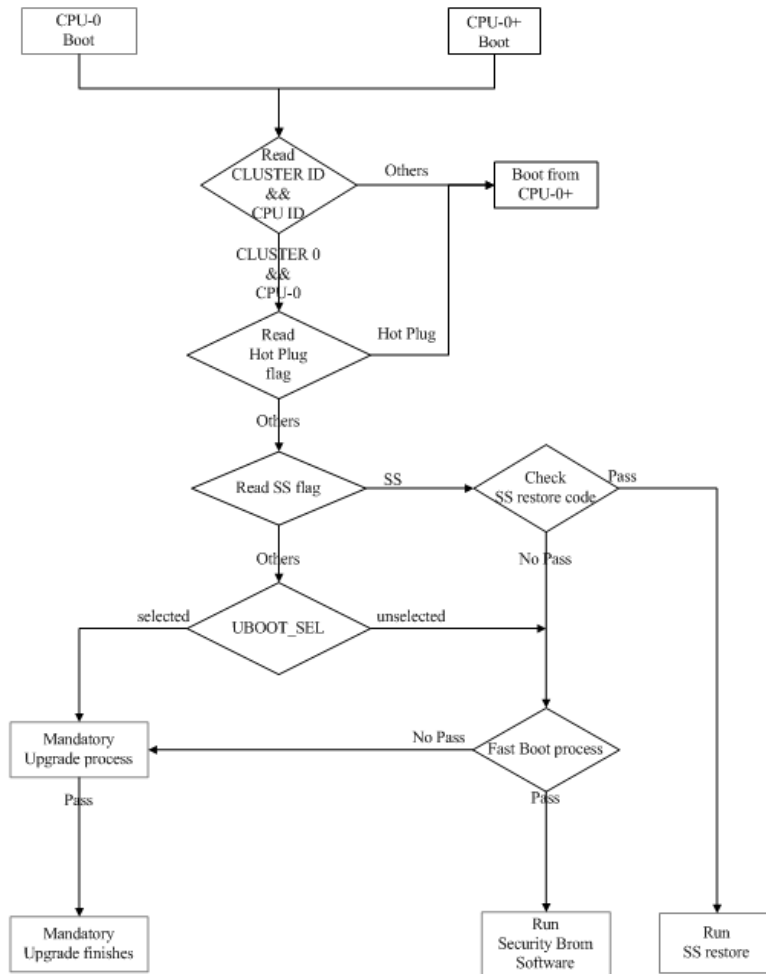 CPU-0
Boot
CPU-0+
Boot
Read
CLUSTER ID
&&
CPU ID
Others
Boot from
CPU-0+
CLUSTER 0
&&
CPU-0
Read
Hot Plug
flag
Hot Plug
Others
Read SS flag
SS
Check
SS restore code
Pass
No Pass
Others
selected
UBOOT_SEL
unselected
Mandatory
Upgrade process
No Pass
Fast Boot process
Pass
Pass
Mandatory
Upgrade finishes
Run
Security Brom
Software
Run
SS restore